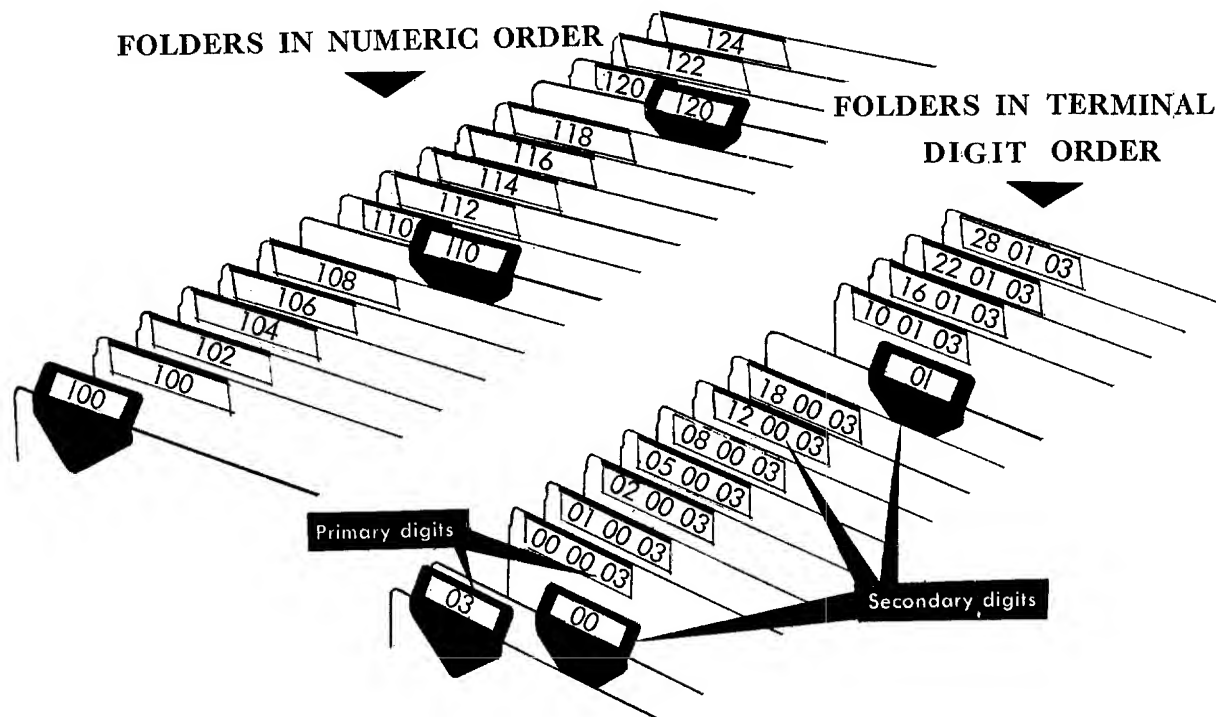 FOLDERS IN NUMERIC ORDER
124
122
120
120
118
116
114
112
110
110
108
106
104
102
100
100
FOLDERS IN TERMINAL
DIGIT ORDER
28 01 03
22 01 03
16 01 03
10 01 03
01
18 00 03
12 00 03
08 00 03
05 00 03
02 00 03
01 00 03
00 00 03
00
03
Primary digits
Secondary digits